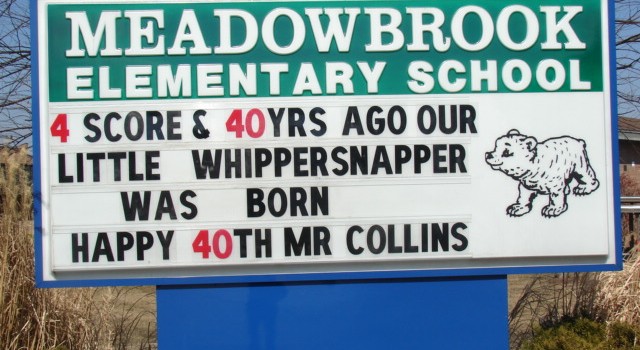 MEADOWBROOK
ELEMENTARY SCHOOL
4 SCORE & 40YRS AGO OUR
LITTLE WHIPPERSNAPPER
WAS BORN
HAPPY 40TH MR COLLINS